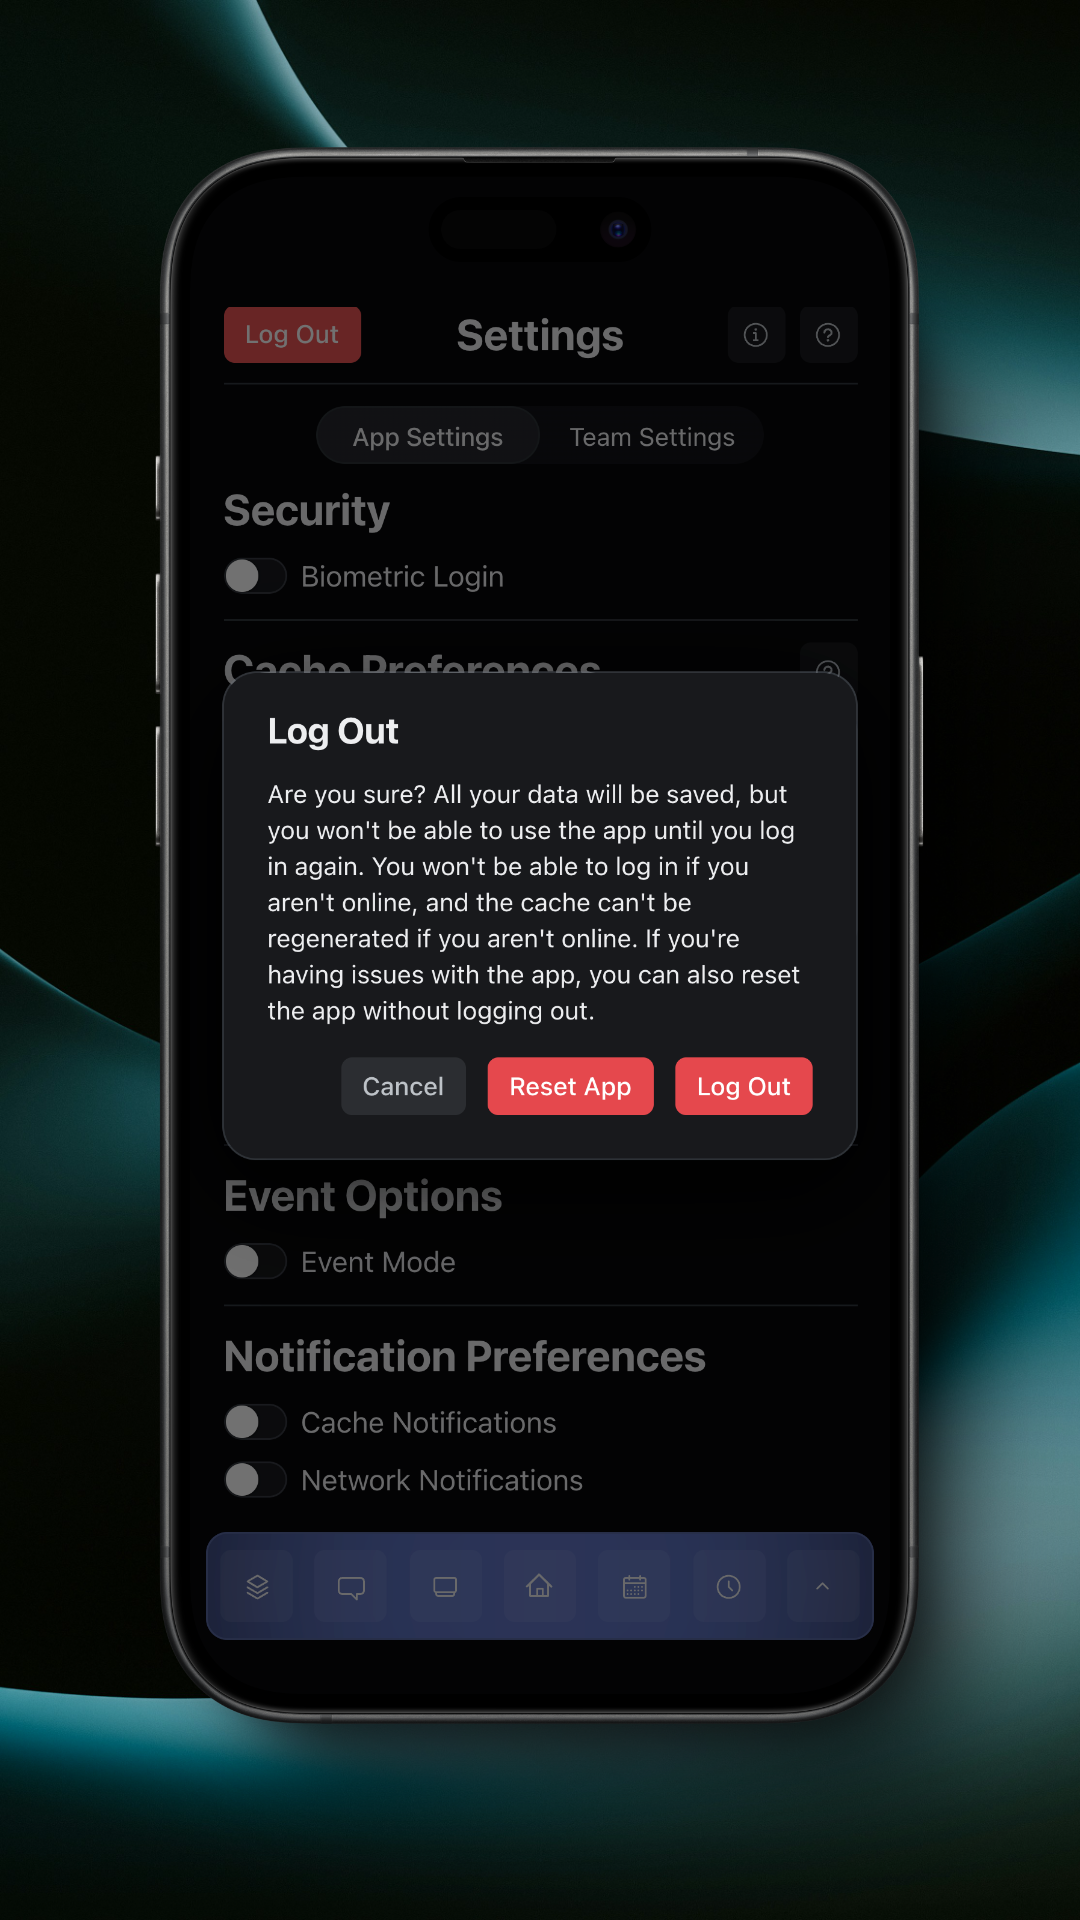 Log Out
Settings
App Settings
Team Settings
Security
Biometric Login
Cache Preferences
Log Out
Are you sure? All your data will be saved, but
you won't be able to use the app until you log
in again. You won't be able to log in if you
aren't online, and the cache can't be
regenerated if you aren't online. If you're
having issues with the app, you can also reset
the app without logging out.
Cancel
Reset App
Log Out
Event Options
Event Mode
Notification Preferences
Cache Notifications
Network Notifications